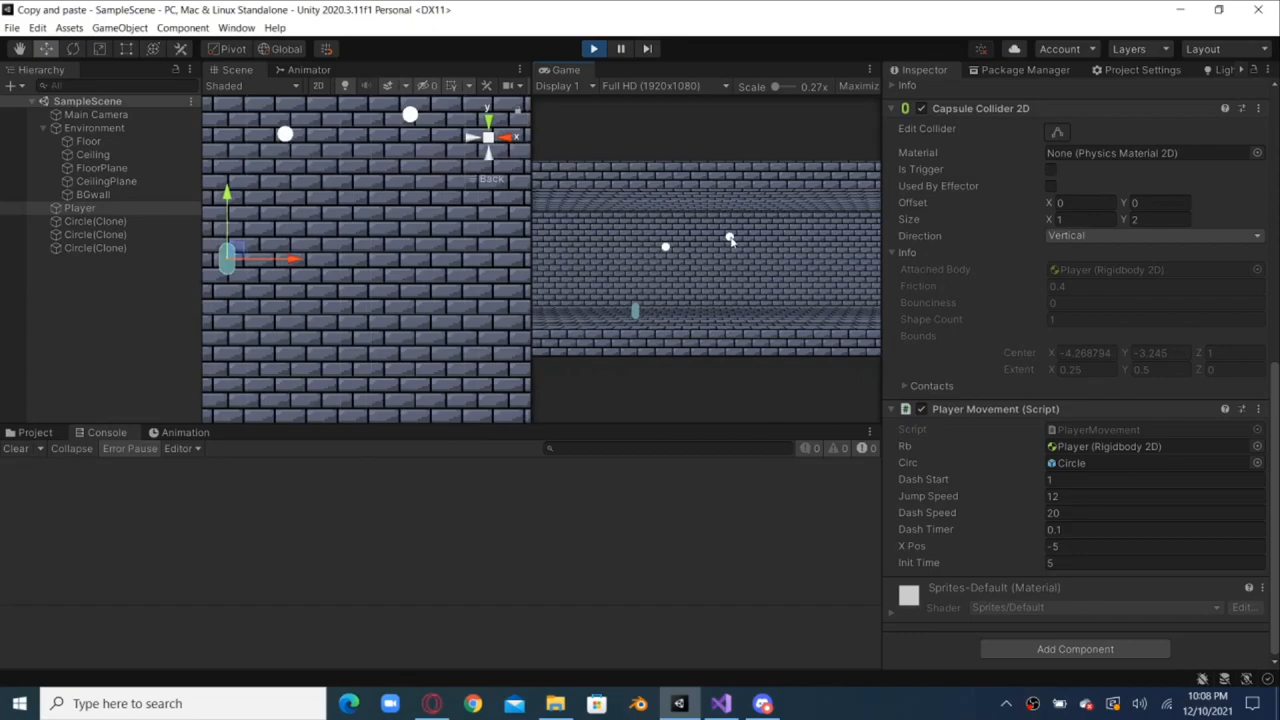 Copy and paste - SampleScene - PC, Mac & Linux Standalone - Unity 2020.3.11f1 Personal <DX11>
File Edit Assets GameObject Component Window Help
Pivot Global Account Layers Layout
Hierarchy Scene Animator Game Inspector Package Manager Project Settings Ligh
All Shaded 2D 0 Display 1 Full HD (1920x1080) Scale 0.27x Maximiz Info
SampleScene
Main Camera
Environment
Floor
Ceiling
FloorPlane
CeilingPlane
BGwall
Player
Circle(Clone)
Circle(Clone)
Circle(Clone)
y
x
Back
Capsule Collider 2D
Edit Collider
Material None (Physics Material 2D)
Is Trigger
Used By Effector
Offset X 0 Y 0
Size X 1 Y 2
Direction Vertical
Info
Attached Body Player (Rigidbody 2D)
Friction 0.4
Bounciness 0
Shape Count 1
Bounds
Center X -4.268794 Y -3.245 Z 1
Extent X 0.25 Y 0.5 Z 0
Contacts
Player Movement (Script)
Script PlayerMovement
Rb Player (Rigidbody 2D)
Circ Circle
Dash Start 1
Jump Speed 12
Dash Speed 20
Dash Timer 0.1
X Pos -5
Init Time 5
Sprites-Default (Material)
Shader Sprites/Default Edit...
Add Component
Project Console Animation
Clear Collapse Error Pause Editor 0 0 0
Type here to search
10:08 PM
12/10/2021